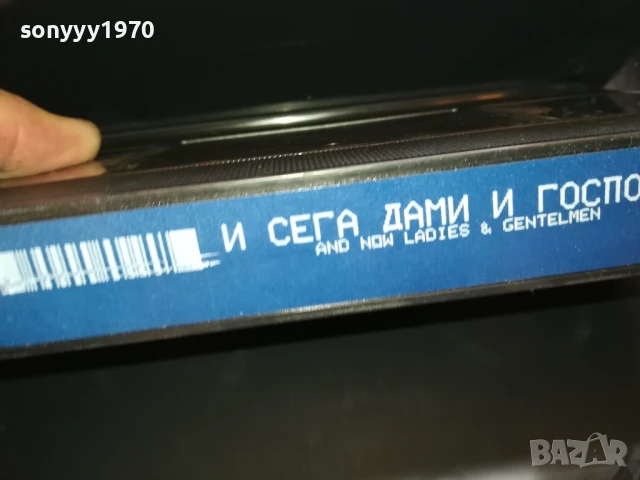 sonyyy1970
И СЕГА ДАМИ И ГОСПО
AND NOW LADIES & GENTELMEN
BAZAR